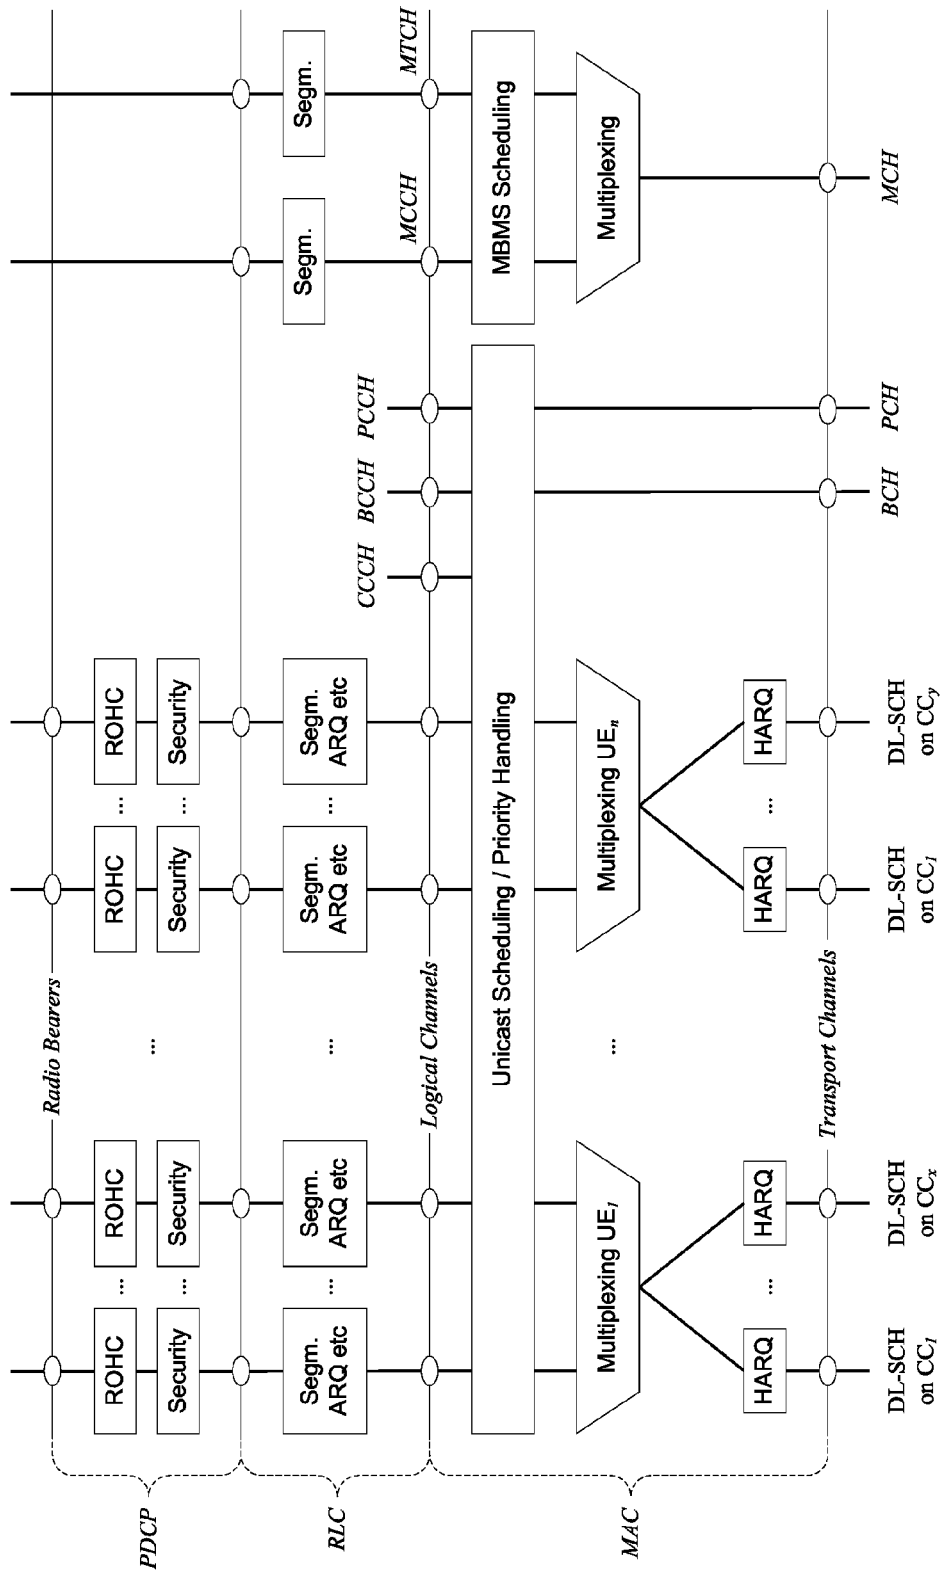 Radio Bearers
PDCP
ROHC
...
ROHC
ROHC
...
ROHC
...
Security
...
Security
Security
...
Security
RLC
Segm.
ARQ etc
...
Segm.
ARQ etc
...
Segm.
ARQ etc
...
Segm.
ARQ etc
Segm.
Segm.
Logical Channels
CCCH
BCCH
PCCH
MCCH
MTCH
MAC
Unicast Scheduling / Priority Handling
MBMS Scheduling
Multiplexing UE1
...
Multiplexing UEn
Multiplexing
HARQ
...
HARQ
HARQ
...
HARQ
Transport Channels
DL-SCH
on CC1
DL-SCH
on CCx
DL-SCH
on CC1
DL-SCH
on CCy
BCH
PCH
MCH